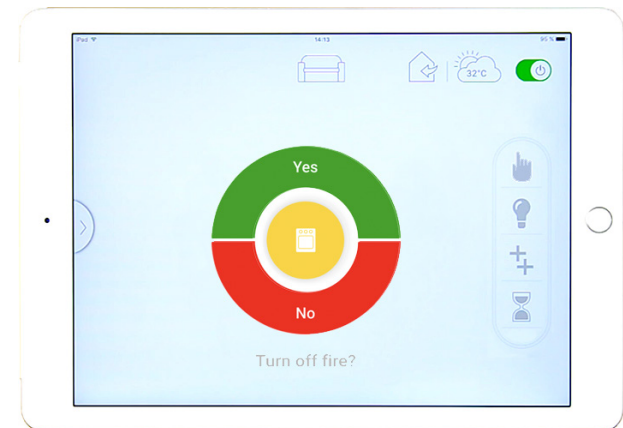 iPad
14:13
95 %
32°C
Yes
No
Turn off fire?